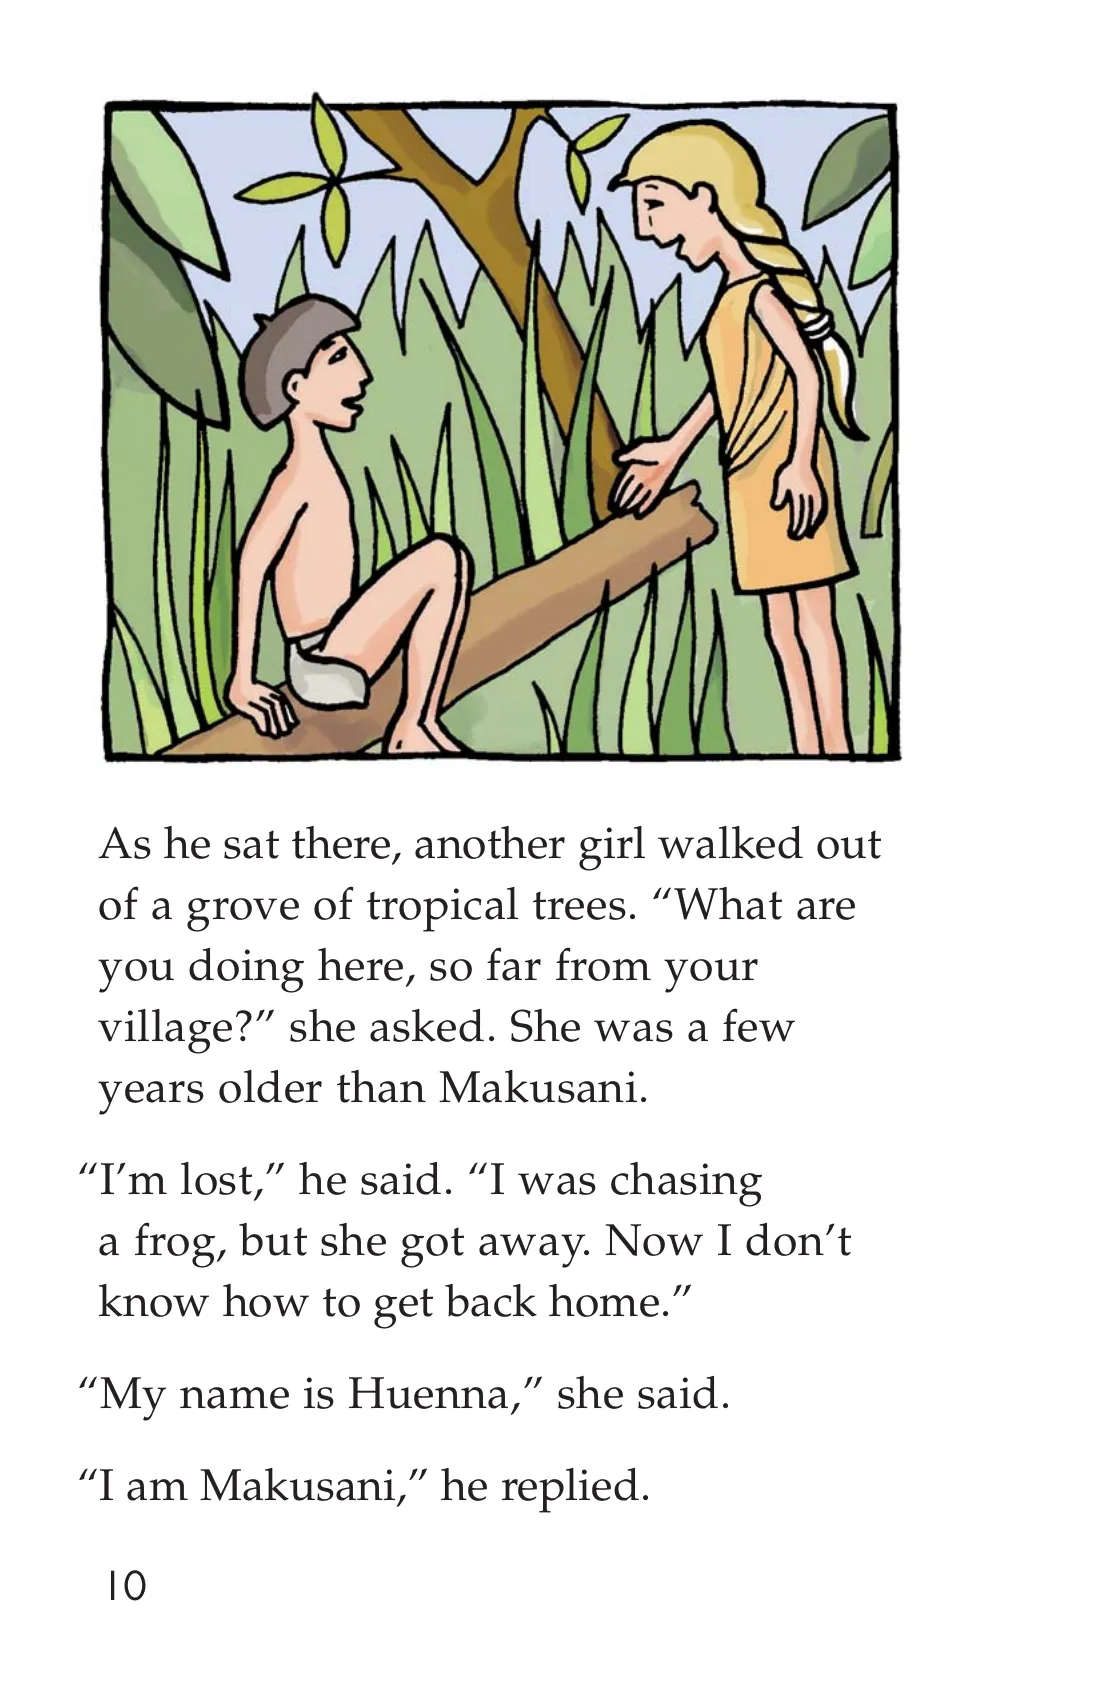 As he sat there, another girl walked out
of a grove of tropical trees. “What are
you doing here, so far from your
village?” she asked. She was a few
years older than Makusani.
“I’m lost,” he said. “I was chasing
a frog, but she got away. Now I don’t
know how to get back home.”
“My name is Huenna,” she said.
“I am Makusani,” he replied.
10